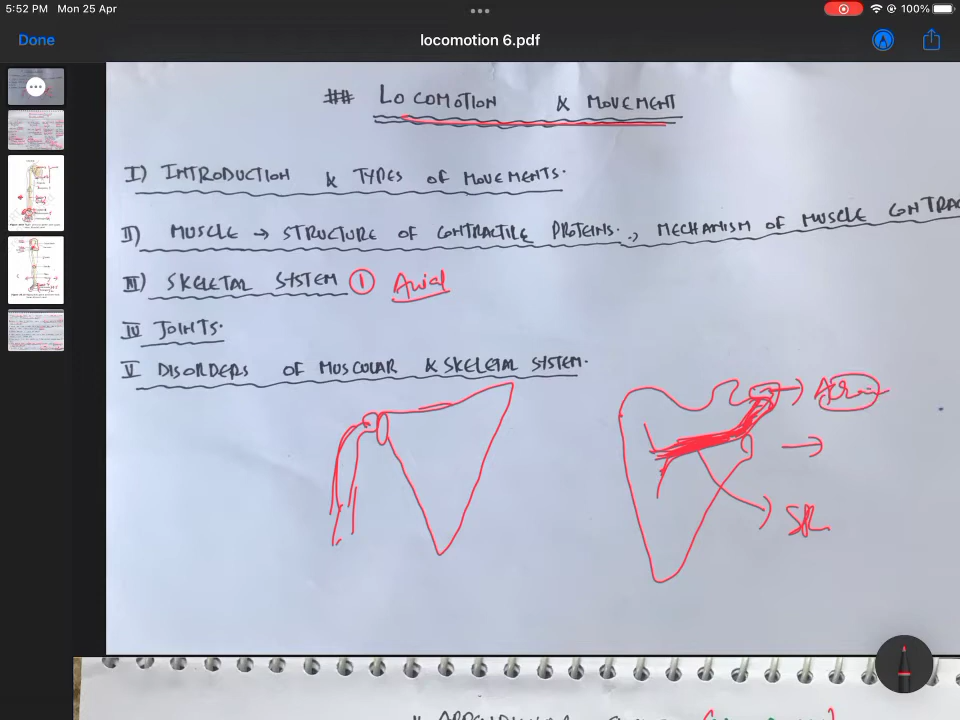 5:52 PM Mon 25 Apr
100%
Done
locomotion 6.pdf
## LOCOMOTION & MOVEMENT
I) INTRODUCTION & TYPES OF MOVEMENTS.
II) MUSCLE → STRUCTURE OF CONTRACTILE PROTEINS., MECHANISM OF MUSCLE CONTRAC
III) SKELETAL SYSTEM ① Axial
IV JOINTS.
V DISORDERS OF MUSCULAR & SKELETAL SYSTEM.